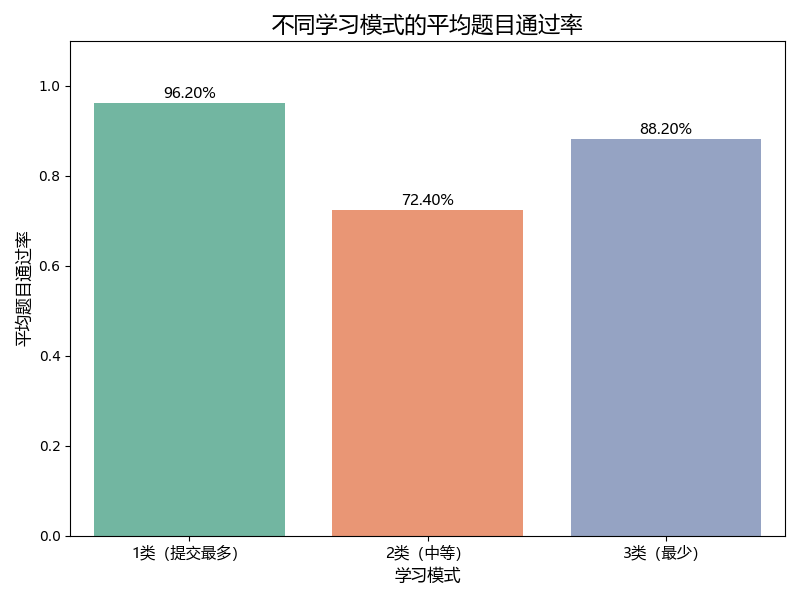 不同学习模式的平均题目通过率
平均题目通过率
1.0
0.8
0.6
0.4
0.2
0.0
96.20%
72.40%
88.20%
1类（提交最多）
2类（中等）
3类（最少）
学习模式